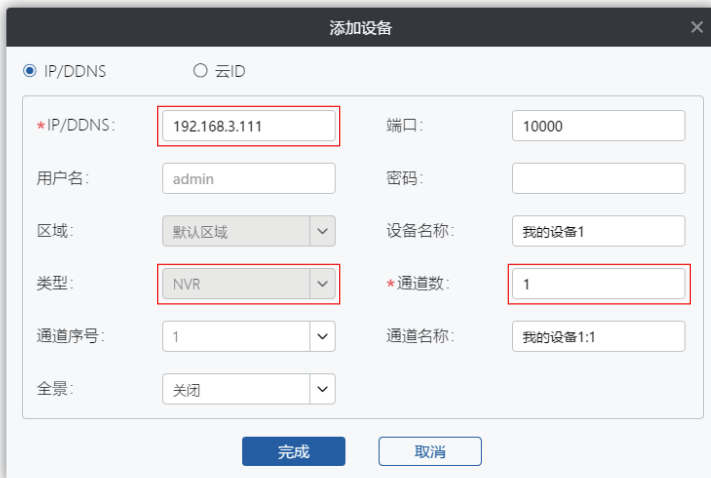 添加设备
IP/DDNS 云ID
*IP/DDNS: 192.168.3.111 端口: 10000
用户名: admin 密码:
区域: 默认区域 设备名称: 我的设备1
类型: NVR *通道数: 1
通道序号: 1 通道名称: 我的设备1:1
全景: 关闭
完成 取消